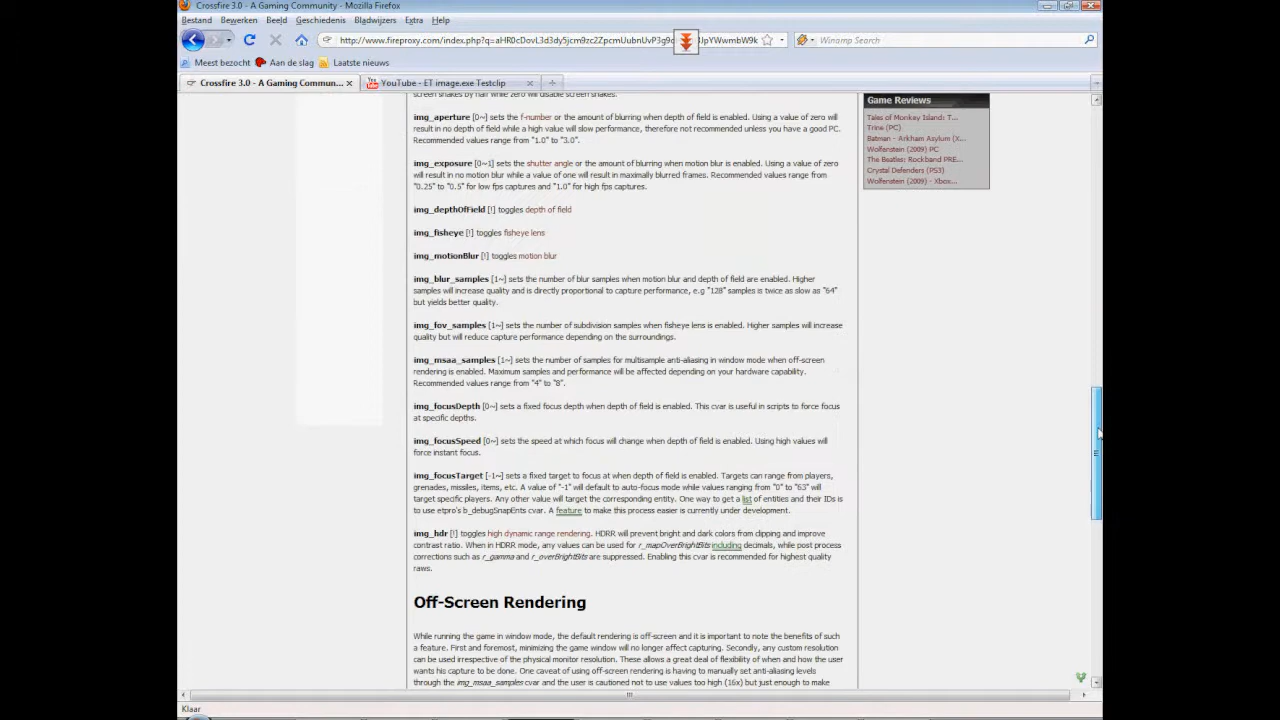 Crossfire 3.0 - A Gaming Community - Mozilla Firefox
Bestand Bewerken Beeld Geschiedenis Bladwijzers Extra Help
Winamp Search
Meest bezocht Aan de slag Laatste nieuws
Crossfire 3.0 - A Gaming Commun... YouTube - ET image.exe Testclip
screen shakes by half while zero will disable screen shakes.
img_aperture [0~] sets the f-number or the amount of blurring when depth of field is enabled. Using a value of zero will
result in no depth of field while a high value will slow performance, therefore not recommended unless you have a good PC.
Recommended values range from "1.0" to "3.0".
img_exposure [0~1] sets the shutter angle or the amount of blurring when motion blur is enabled. Using a value of zero
will result in no motion blur while a value of one will result in maximally blurred frames. Recommended values range from
"0.25" to "0.5" for low fps captures and "1.0" for high fps captures.
img_depthOfField [!] toggles depth of field
img_fisheye [!] toggles fisheye lens
img_motionBlur [!] toggles motion blur
img_blur_samples [1~] sets the number of blur samples when motion blur and depth of field are enabled. Higher
samples will increase quality and is directly proportional to capture performance, e.g "128" samples is twice as slow as "64"
but yields better quality.
img_fov_samples [1~] sets the number of subdivision samples when fisheye lens is enabled. Higher samples will increase
quality but will reduce capture performance depending on the surroundings.
img_msaa_samples [1~] sets the number of samples for multisample anti-aliasing in window mode when off-screen
rendering is enabled. Maximum samples and performance will be affected depending on your hardware capability.
Recommended values range from "4" to "8".
img_focusDepth [0~] sets a fixed focus depth when depth of field is enabled. This cvar is useful in scripts to force focus
at specific depths.
img_focusSpeed [0~] sets the speed at which focus will change when depth of field is enabled. Using high values will
force instant focus.
img_focusTarget [-1~] sets a fixed target to focus at when depth of field is enabled. Targets can range from players,
grenades, missiles, items, etc. A value of "-1" will default to auto-focus mode while values ranging from "0" to "63" will
target specific players. Any other value will target the corresponding entity. One way to get a list of entities and their IDs is
to use etpro's b_debugSnapEnts cvar. A feature to make this process easier is currently under development.
img_hdr [!] toggles high dynamic range rendering. HDRR will prevent bright and dark colors from clipping and improve
contrast ratio. When in HDRR mode, any values can be used for r_mapOverBrightBits including decimals, while post process
corrections such as r_gamma and r_overBrightBits are suppressed. Enabling this cvar is recommended for highest quality
raws.
Off-Screen Rendering
While running the game in window mode, the default rendering is off-screen and it is important to note the benefits of such
a feature. First and foremost, minimizing the game window will no longer affect capturing. Secondly, any custom resolution
can be used irrespective of the physical monitor resolution. These allows a great deal of flexibility of when and how the user
wants his capture to be done. One caveat of using off-screen rendering is having to manually set anti-aliasing levels
through the img_msaa_samples cvar and the user is cautioned not to use values too high (16x) but just enough to make
Game Reviews
Tales of Monkey Island: T...
Trine (PC)
Batman - Arkham Asylum (X...
Wolfenstein (2009) PC
The Beatles: Rockband PRE...
Crystal Defenders (PS3)
Wolfenstein (2009) - Xbox...
Klaar